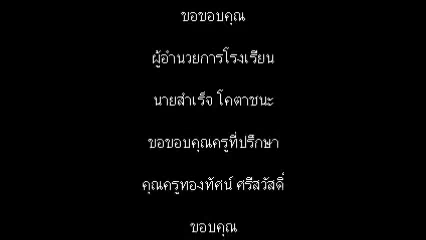 ขอขอบคุณ
ผู้อำนวยการโรงเรียน
นายสำเร็จ โคตาชนะ
ขอขอบคุณครูที่ปรึกษา
คุณครูทองทัศน์ ศรีสวัสดิ์
ขอบคุณ